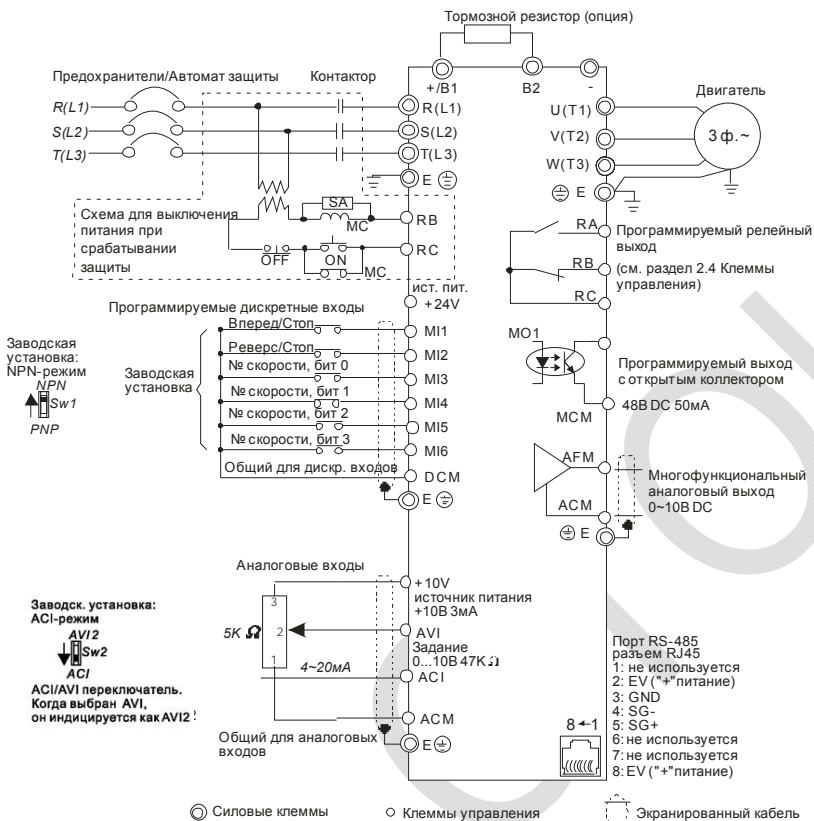 Тормозной резистор (опция)
Предохранители/Автомат защиты
Контактор
+/B1
B2
-
Двигатель
R(L1)
R(L1)
U(T1)
S(L2)
S(L2)
V(T2)
3 ф.~
T(L3)
T(L3)
W(T3)
E
E
SA
Схема для выключения
питания при
срабатывании
защиты
MC
RB
OFF
ON
MC
RC
RA
Программируемый релейный
выход
RB
(см. раздел 2.4 Клеммы
управления)
RC
ист. пит.
+24V
Программируемые дискретные входы
Вперед/Стоп
MI1
Реверс/Стоп
MI2
№ скорости, бит 0
MI3
№ скорости, бит 1
MI4
№ скорости, бит 2
MI5
№ скорости, бит 3
MI6
Общий для дискр. входов
DCM
E
Заводская
установка
Заводская
установка:
NPN-режим
NPN
Sw1
PNP
MO1
Программируемый выход
с открытым коллектором
MCM
48В DC 50мА
AFM
Многофункциональный
аналоговый выход
0~10В DC
ACM
E
Аналоговые входы
+10V
источник питания
+10В 3мА
3
5K Ω
2
AVI
Задание
0...10В 47K Ω
1
4~20мА
ACI
ACM
Общий для аналоговых
входов
E
Заводск. установка:
ACI-режим
AVI 2
Sw2
ACI
ACI/AVI переключатель.
Когда выбран AVI,
он индицируется как AVI2
Порт RS-485
разъем RJ45
1: не используется
2: EV ("+"питание)
3: GND
4: SG-
5: SG+
6: не используется
7: не используется
8: EV ("+"питание)
8←1
Силовые клеммы
Клеммы управления
Экранированный кабель